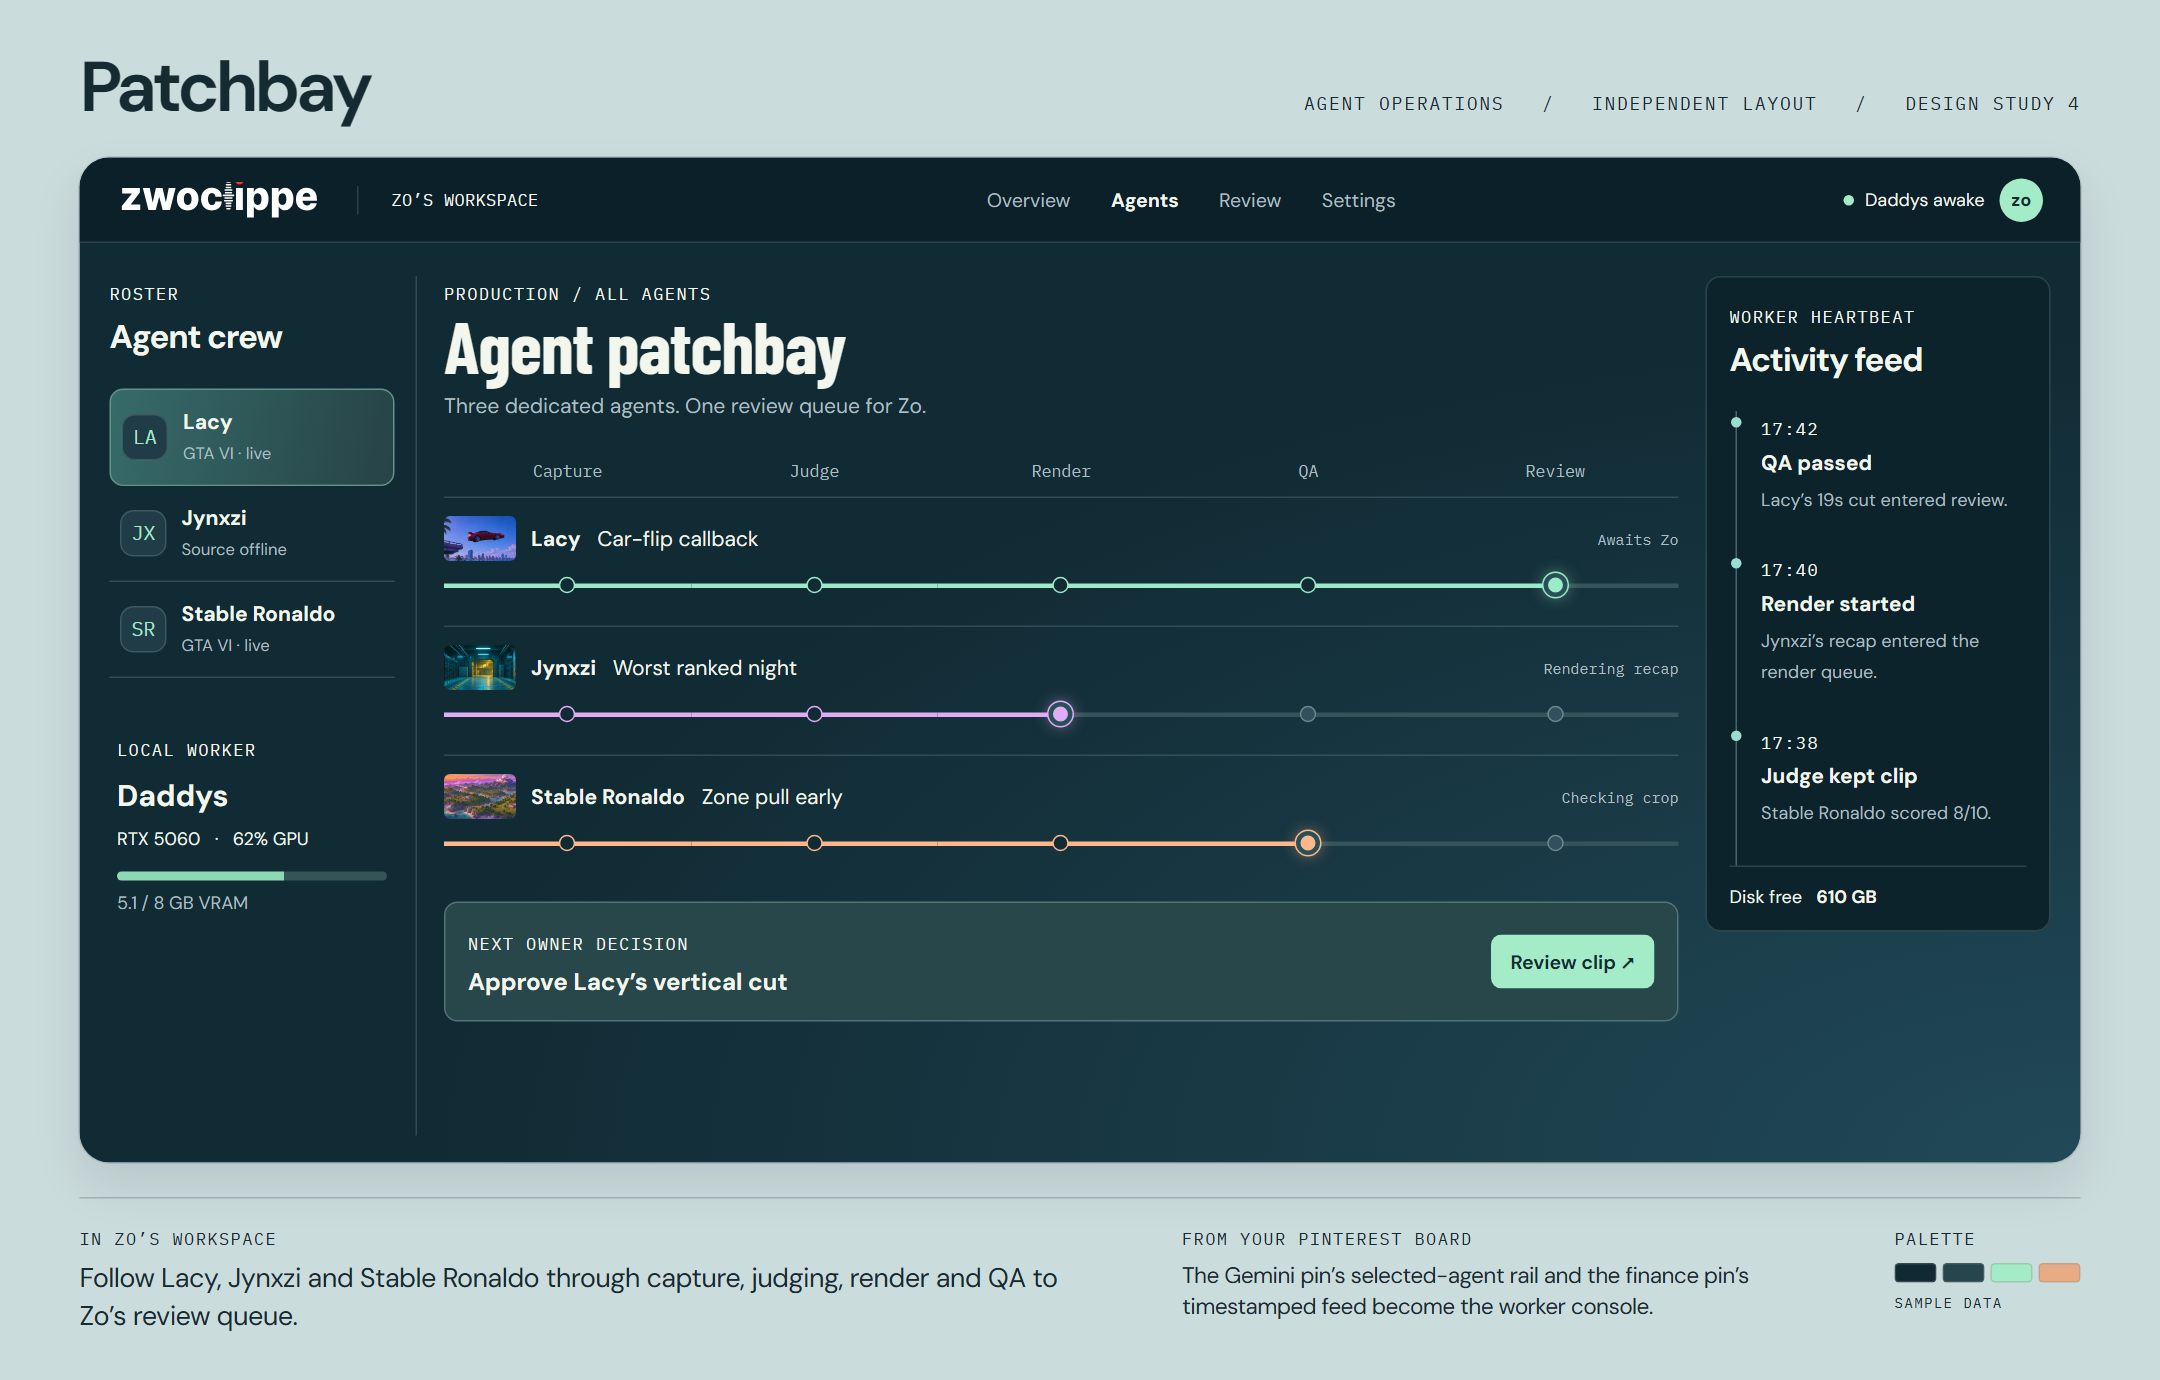 Patchbay
AGENT OPERATIONS / INDEPENDENT LAYOUT / DESIGN STUDY 4
zwoclippe
ZO’S WORKSPACE
Overview Agents Review Settings
Daddys awake
zo
ROSTER
Agent crew
LA
Lacy
GTA VI · live
JX
Jynxzi
Source offline
SR
Stable Ronaldo
GTA VI · live
LOCAL WORKER
Daddys
RTX 5060 · 62% GPU
5.1 / 8 GB VRAM
PRODUCTION / ALL AGENTS
Agent patchbay
Three dedicated agents. One review queue for Zo.
Capture Judge Render QA Review
Lacy Car-flip callback
Awaits Zo
Jynxzi Worst ranked night
Rendering recap
Stable Ronaldo Zone pull early
Checking crop
NEXT OWNER DECISION
Approve Lacy’s vertical cut
Review clip ↗
WORKER HEARTBEAT
Activity feed
17:42
QA passed
Lacy’s 19s cut entered review.
17:40
Render started
Jynxzi’s recap entered the
render queue.
17:38
Judge kept clip
Stable Ronaldo scored 8/10.
Disk free 610 GB
IN ZO’S WORKSPACE
Follow Lacy, Jynxzi and Stable Ronaldo through capture, judging, render and QA to
Zo’s review queue.
FROM YOUR PINTEREST BOARD
The Gemini pin’s selected-agent rail and the finance pin’s
timestamped feed become the worker console.
PALETTE
SAMPLE DATA